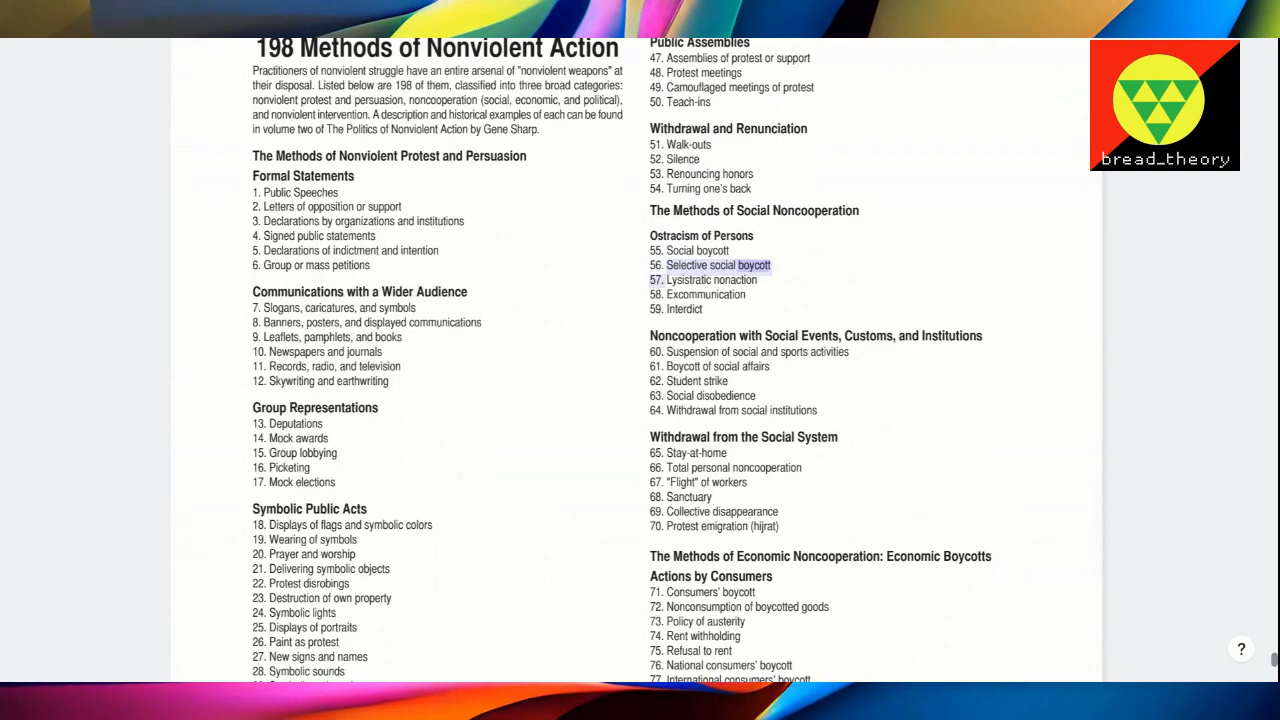 198 Methods of Nonviolent Action
Practitioners of nonviolent struggle have an entire arsenal of "nonviolent weapons" at
their disposal. Listed below are 198 of them, classified into three broad categories:
nonviolent protest and persuasion, noncooperation (social, economic, and political),
and nonviolent intervention. A description and historical examples of each can be found
in volume two of The Politics of Nonviolent Action by Gene Sharp.
The Methods of Nonviolent Protest and Persuasion
Formal Statements
1. Public Speeches
2. Letters of opposition or support
3. Declarations by organizations and institutions
4. Signed public statements
5. Declarations of indictment and intention
6. Group or mass petitions
Communications with a Wider Audience
7. Slogans, caricatures, and symbols
8. Banners, posters, and displayed communications
9. Leaflets, pamphlets, and books
10. Newspapers and journals
11. Records, radio, and television
12. Skywriting and earthwriting
Group Representations
13. Deputations
14. Mock awards
15. Group lobbying
16. Picketing
17. Mock elections
Symbolic Public Acts
18. Displays of flags and symbolic colors
19. Wearing of symbols
20. Prayer and worship
21. Delivering symbolic objects
22. Protest disrobings
23. Destruction of own property
24. Symbolic lights
25. Displays of portraits
26. Paint as protest
27. New signs and names
28. Symbolic sounds
Public Assemblies
47. Assemblies of protest or support
48. Protest meetings
49. Camouflaged meetings of protest
50. Teach-ins
Withdrawal and Renunciation
51. Walk-outs
52. Silence
53. Renouncing honors
54. Turning one's back
The Methods of Social Noncooperation
Ostracism of Persons
55. Social boycott
56. Selective social boycott
57. Lysistratic nonaction
58. Excommunication
59. Interdict
Noncooperation with Social Events, Customs, and Institutions
60. Suspension of social and sports activities
61. Boycott of social affairs
62. Student strike
63. Social disobedience
64. Withdrawal from social institutions
Withdrawal from the Social System
65. Stay-at-home
66. Total personal noncooperation
67. "Flight" of workers
68. Sanctuary
69. Collective disappearance
70. Protest emigration (hijrat)
The Methods of Economic Noncooperation: Economic Boycotts
Actions by Consumers
71. Consumers' boycott
72. Nonconsumption of boycotted goods
73. Policy of austerity
74. Rent withholding
75. Refusal to rent
76. National consumers' boycott
77. International consumers' boycott
bread_theory
?